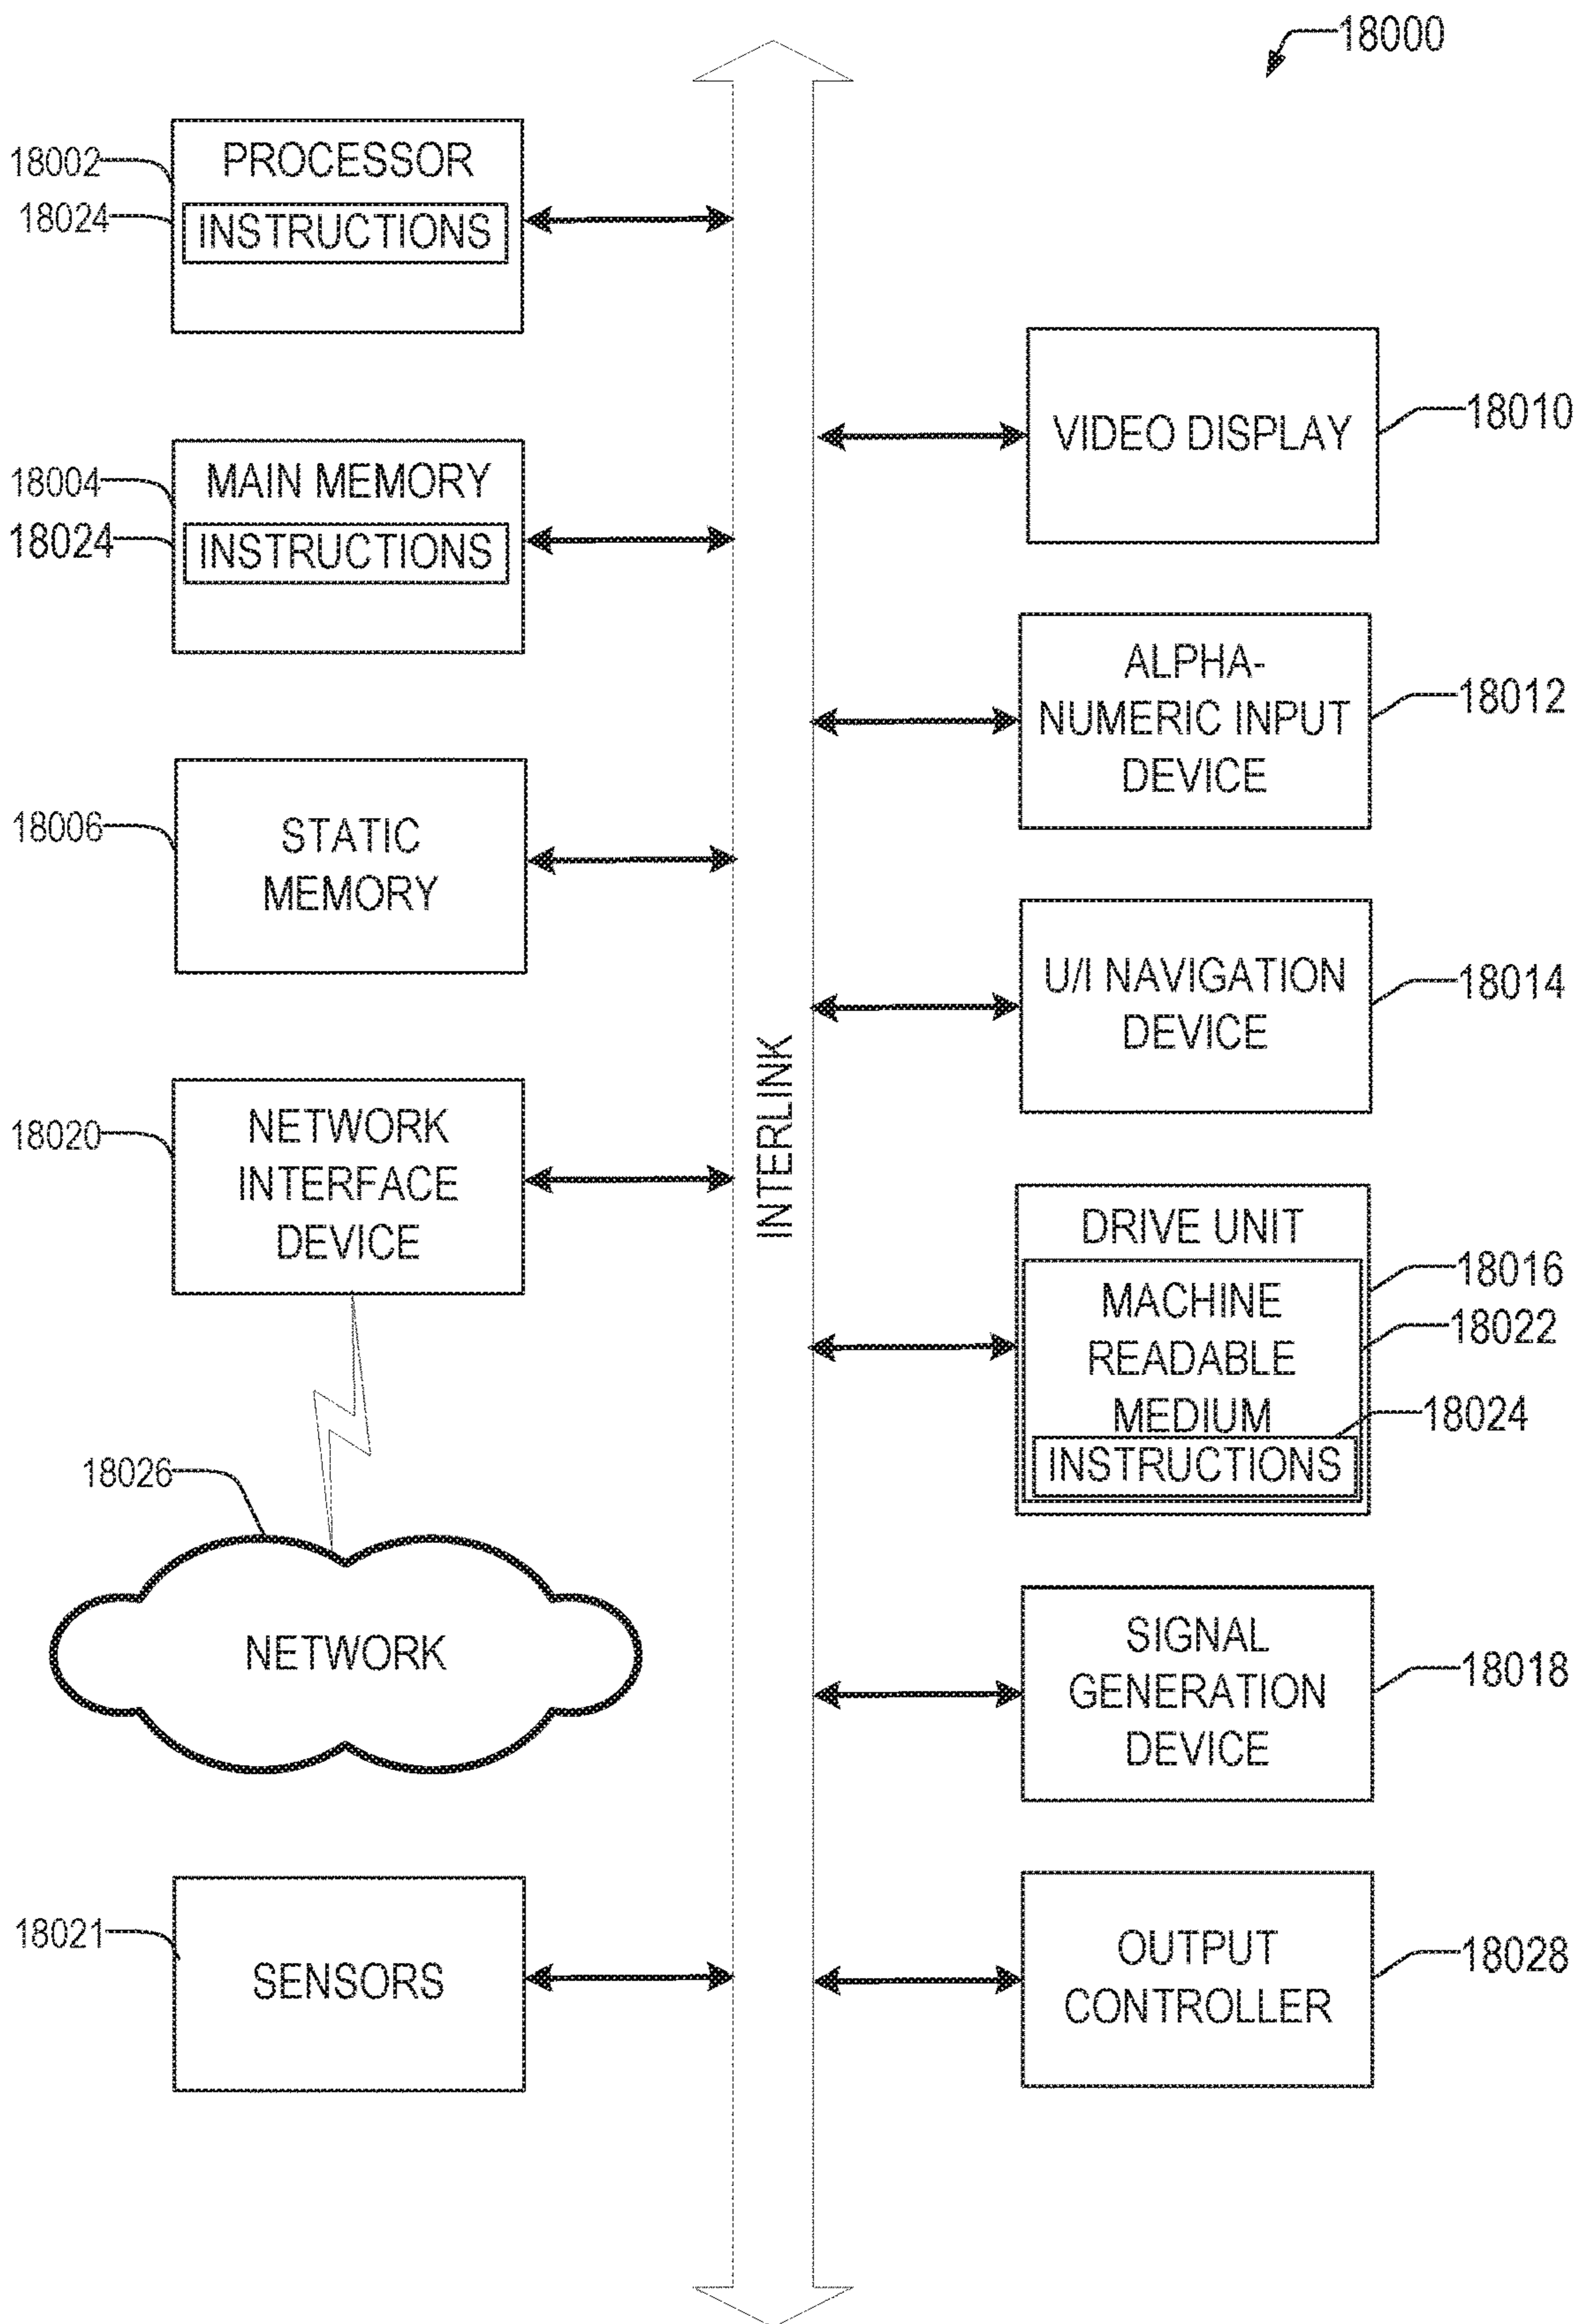 18000
18002
PROCESSOR
18024
INSTRUCTIONS
18004
MAIN MEMORY
18024
INSTRUCTIONS
18006
STATIC
MEMORY
18020
NETWORK
INTERFACE
DEVICE
18026
NETWORK
18021
SENSORS
INTERLINK
VIDEO DISPLAY
18010
ALPHA-
NUMERIC INPUT
DEVICE
18012
U/I NAVIGATION
DEVICE
18014
DRIVE UNIT
18016
MACHINE
READABLE
MEDIUM
18022
18024
INSTRUCTIONS
SIGNAL
GENERATION
DEVICE
18018
OUTPUT
CONTROLLER
18028